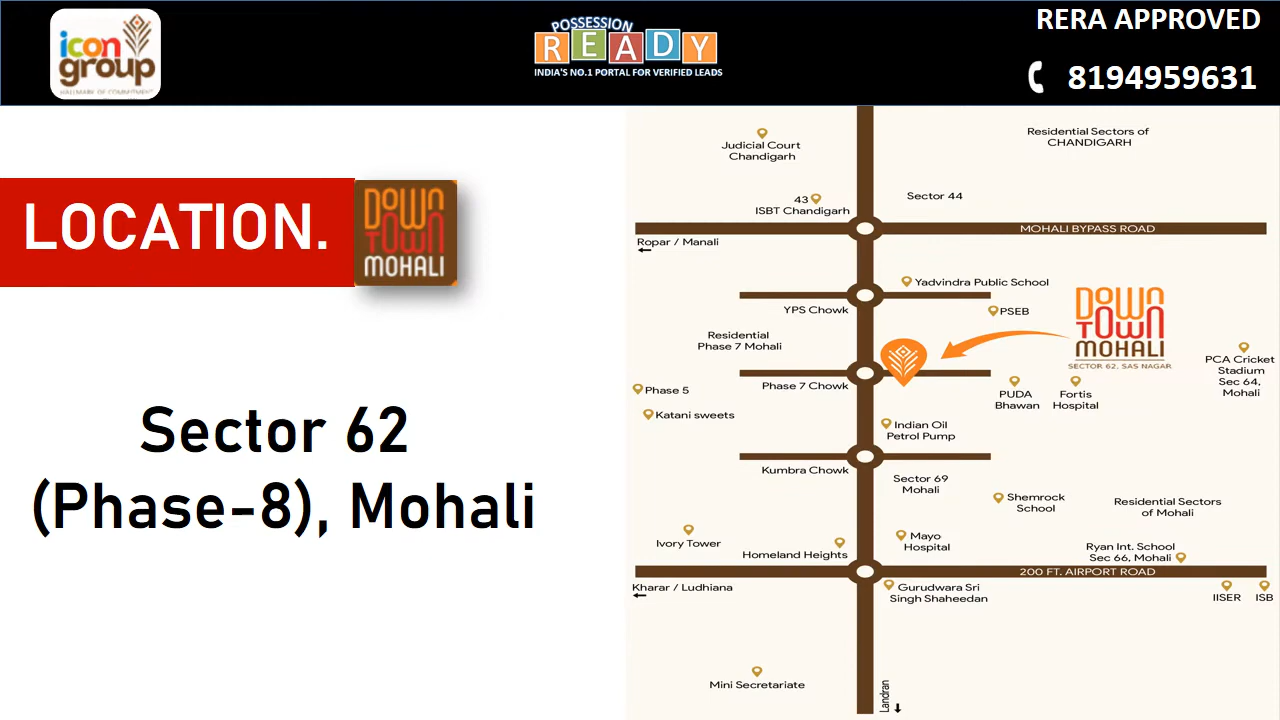 icon
group
HALLMARK OF COMMITMENT
POSSESSION
READY
INDIA'S NO.1 PORTAL FOR VERIFIED LEADS
RERA APPROVED
8194959631
LOCATION.
DOWN
TOWN
MOHALI
Sector 62
(Phase-8), Mohali
Judicial Court
Chandigarh
Residential Sectors of
CHANDIGARH
43
ISBT Chandigarh
Sector 44
MOHALI BYPASS ROAD
Ropar / Manali
Yadvindra Public School
YPS Chowk
PSEB
DOWN
TOWN
MOHALI
SECTOR 62, SAS NAGAR
Residential
Phase 7 Mohali
PCA Cricket
Stadium
Sec 64,
Mohali
Phase 7 Chowk
Phase 5
PUDA
Bhawan
Fortis
Hospital
Katani sweets
Indian Oil
Petrol Pump
Kumbra Chowk
Sector 69
Mohali
Shemrock
School
Residential Sectors
of Mohali
Ivory Tower
Homeland Heights
Mayo
Hospital
Ryan Int. School
Sec 66, Mohali
200 FT. AIRPORT ROAD
Kharar / Ludhiana
Gurudwara Sri
Singh Shaheedan
IISER
ISB
Mini Secretariate
Landran